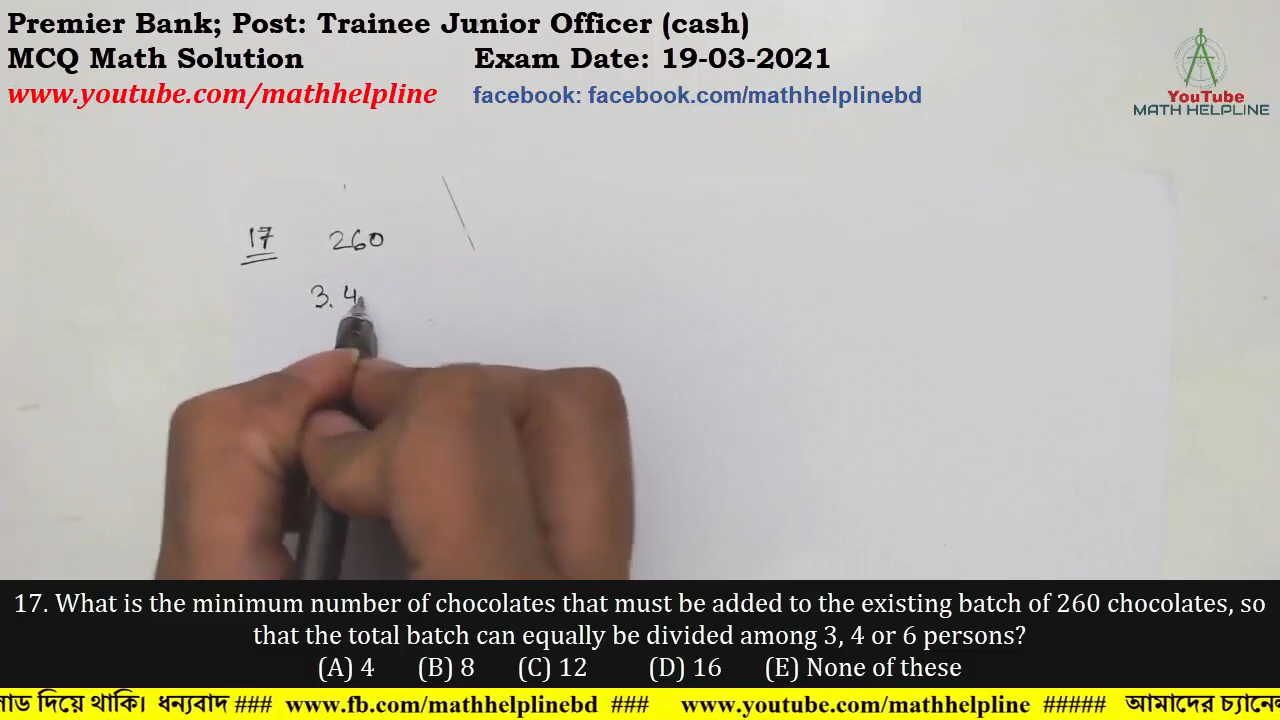 Premier Bank; Post: Trainee Junior Officer (cash)
MCQ Math Solution Exam Date: 19-03-2021
www.youtube.com/mathhelpline facebook: facebook.com/mathhelplinebd
YouTube
MATH HELPLINE
17 260
3. 4
17. What is the minimum number of chocolates that must be added to the existing batch of 260 chocolates, so
that the total batch can equally be divided among 3, 4 or 6 persons?
(A) 4 (B) 8 (C) 12 (D) 16 (E) None of these
দিয়ে থাকি। ধন্যবাদ ### www.fb.com/mathhelplinebd ### www.youtube.com/mathhelpline ##### আমাদের